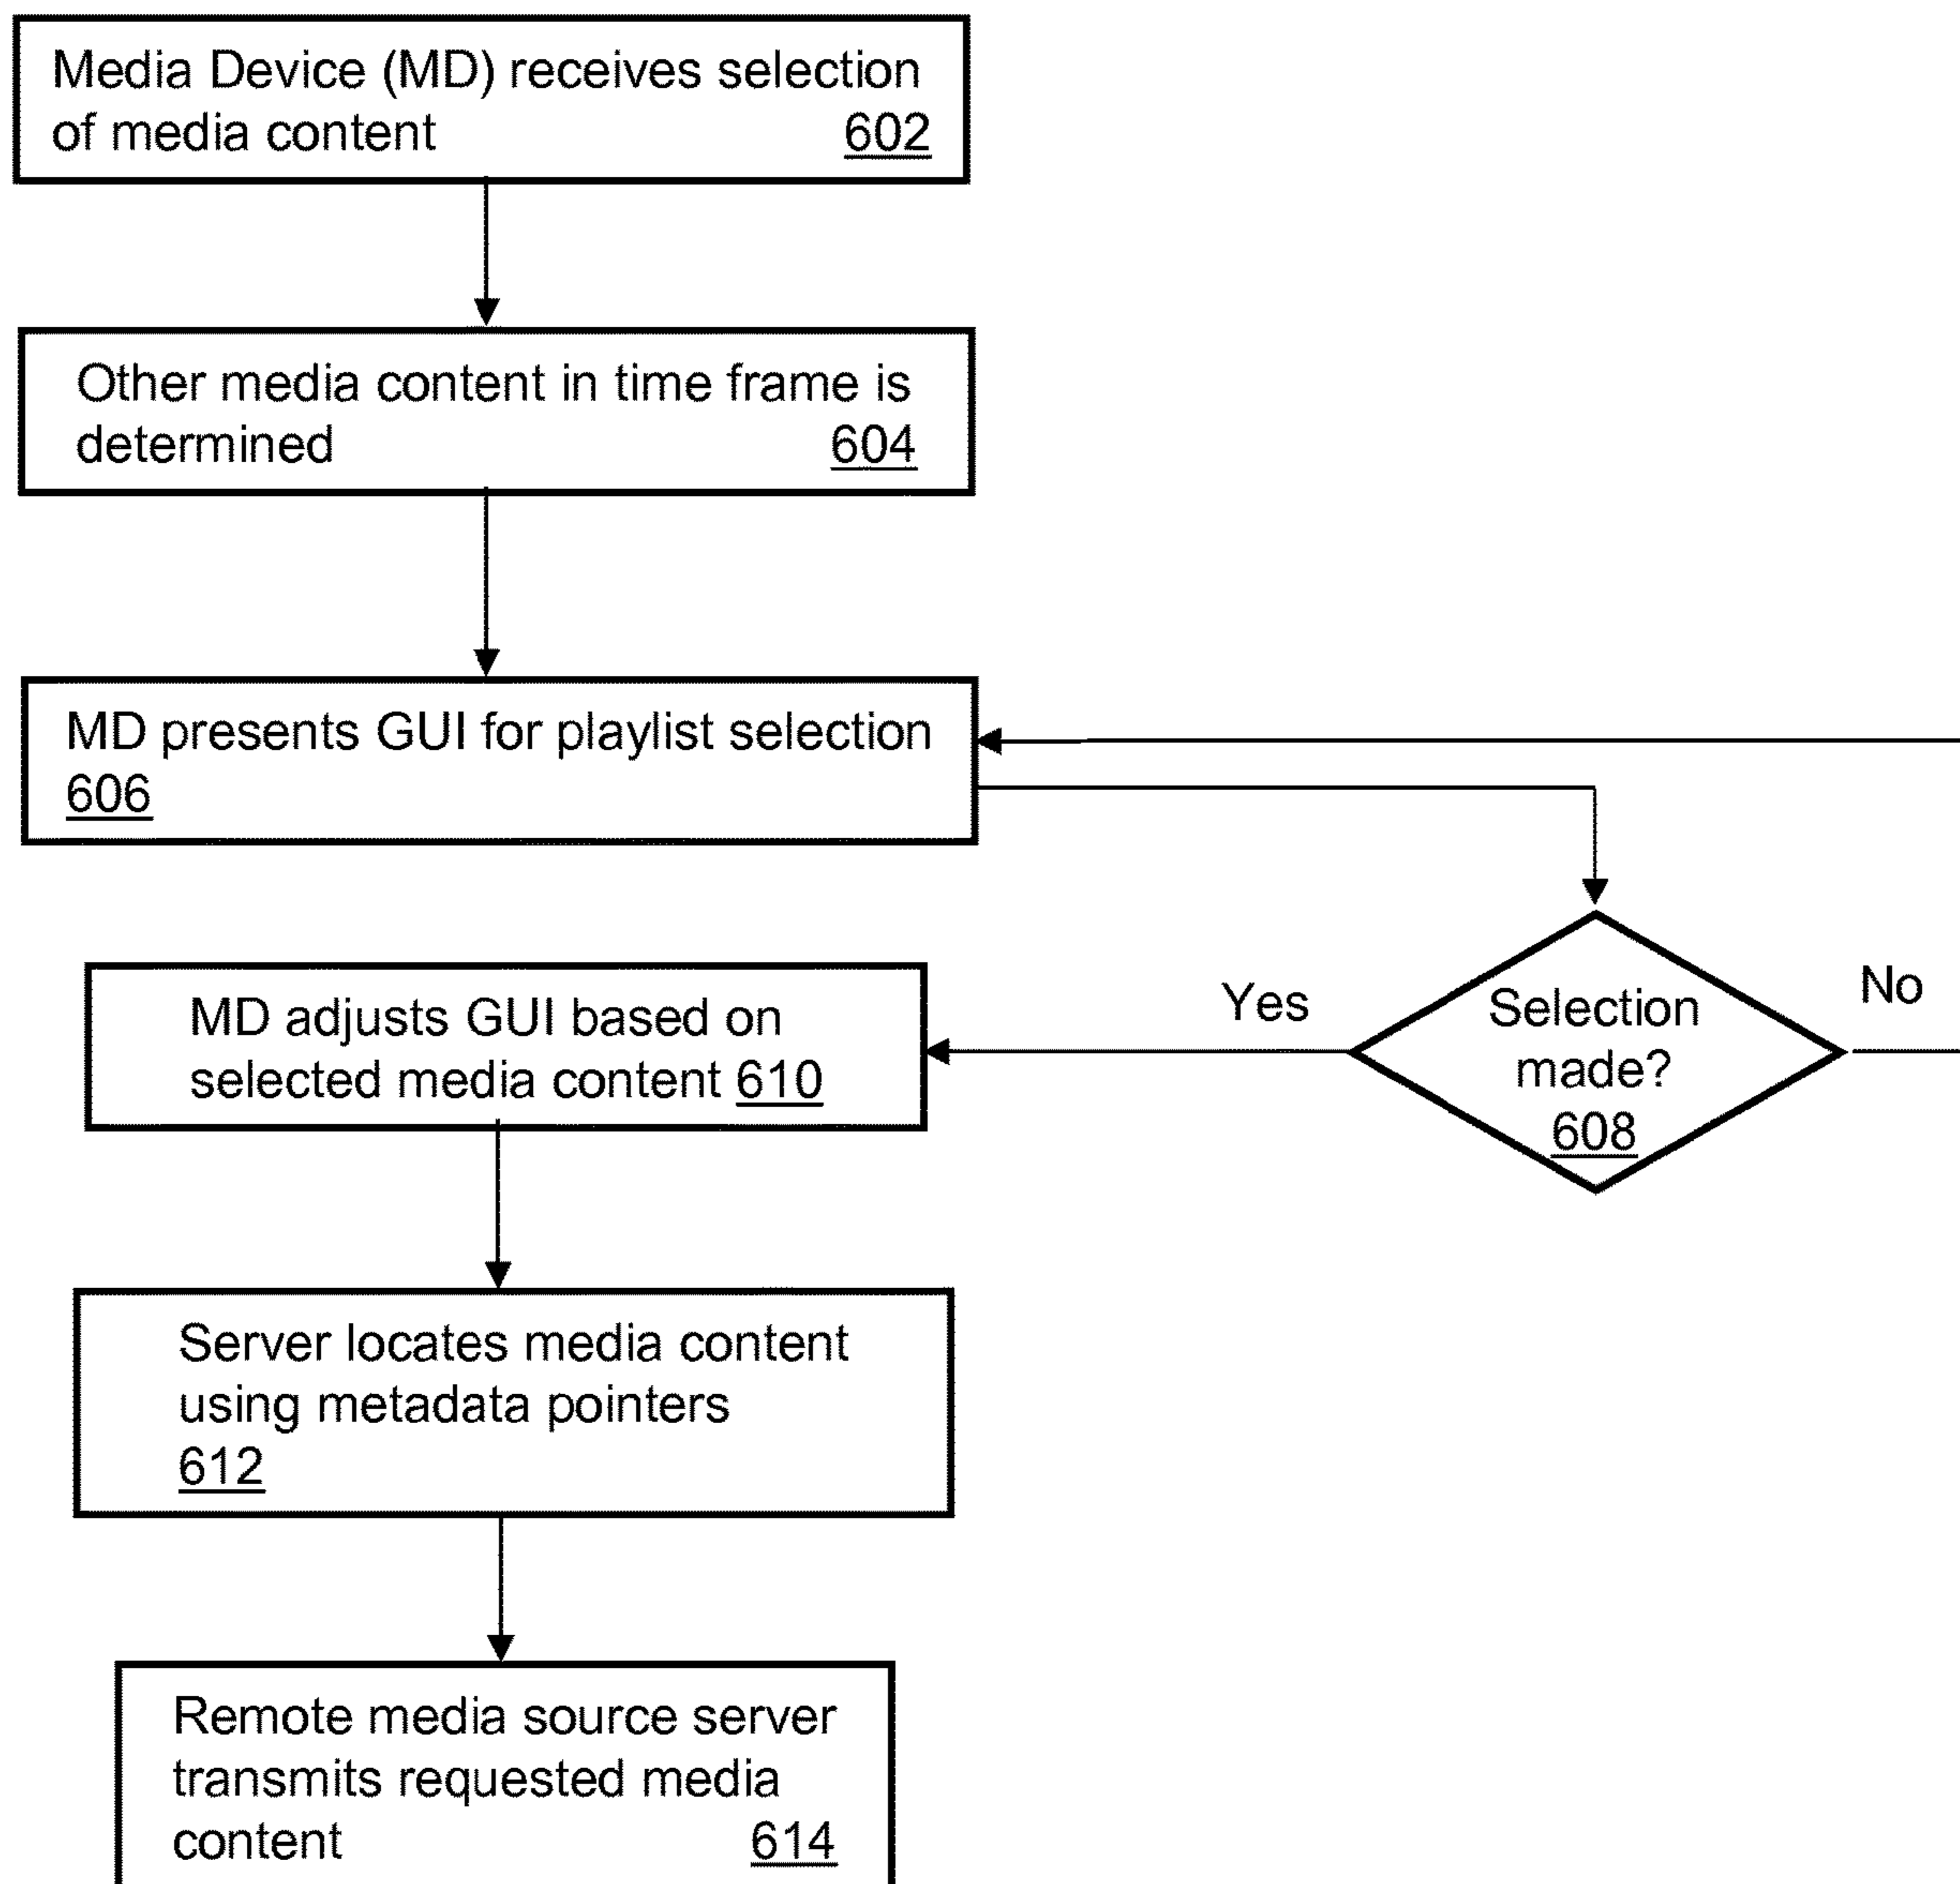 Media Device (MD) receives selection
of media content 602
Other media content in time frame is
determined 604
MD presents GUI for playlist selection
606
Selection
made?
608
Yes
No
MD adjusts GUI based on
selected media content 610
Server locates media content
using metadata pointers
612
Remote media source server
transmits requested media
content 614